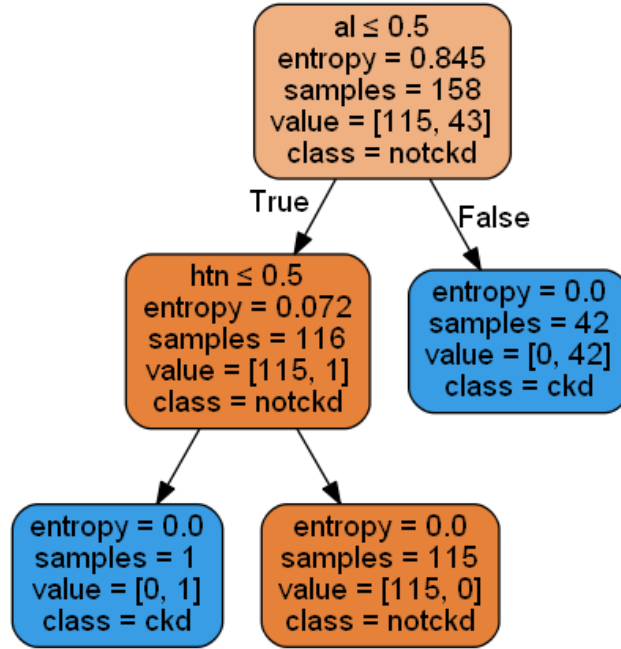 al ≤ 0.5
entropy = 0.845
samples = 158
value = [115, 43]
class = notckd
True
False
htn ≤ 0.5
entropy = 0.072
samples = 116
value = [115, 1]
class = notckd
entropy = 0.0
samples = 42
value = [0, 42]
class = ckd
entropy = 0.0
samples = 1
value = [0, 1]
class = ckd
entropy = 0.0
samples = 115
value = [115, 0]
class = notckd